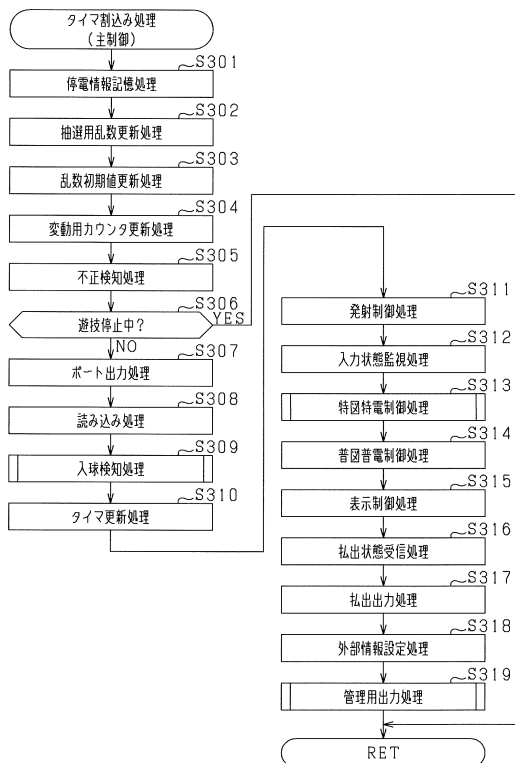 タイマ割込み処理
(主制御)
S301
停電情報記憶処理
S302
抽選用乱数更新処理
S303
乱数初期値更新処理
S304
変動用カウンタ更新処理
S305
不正検知処理
S306
遊技停止中?
YES
NO
S307
ポート出力処理
S308
読み込み処理
S309
入球検知処理
S310
タイマ更新処理
S311
発射制御処理
S312
入力状態監視処理
S313
特図特電制御処理
S314
普図普電制御処理
S315
表示制御処理
S316
払出状態受信処理
S317
払出出力処理
S318
外部情報設定処理
S319
管理用出力処理
RET